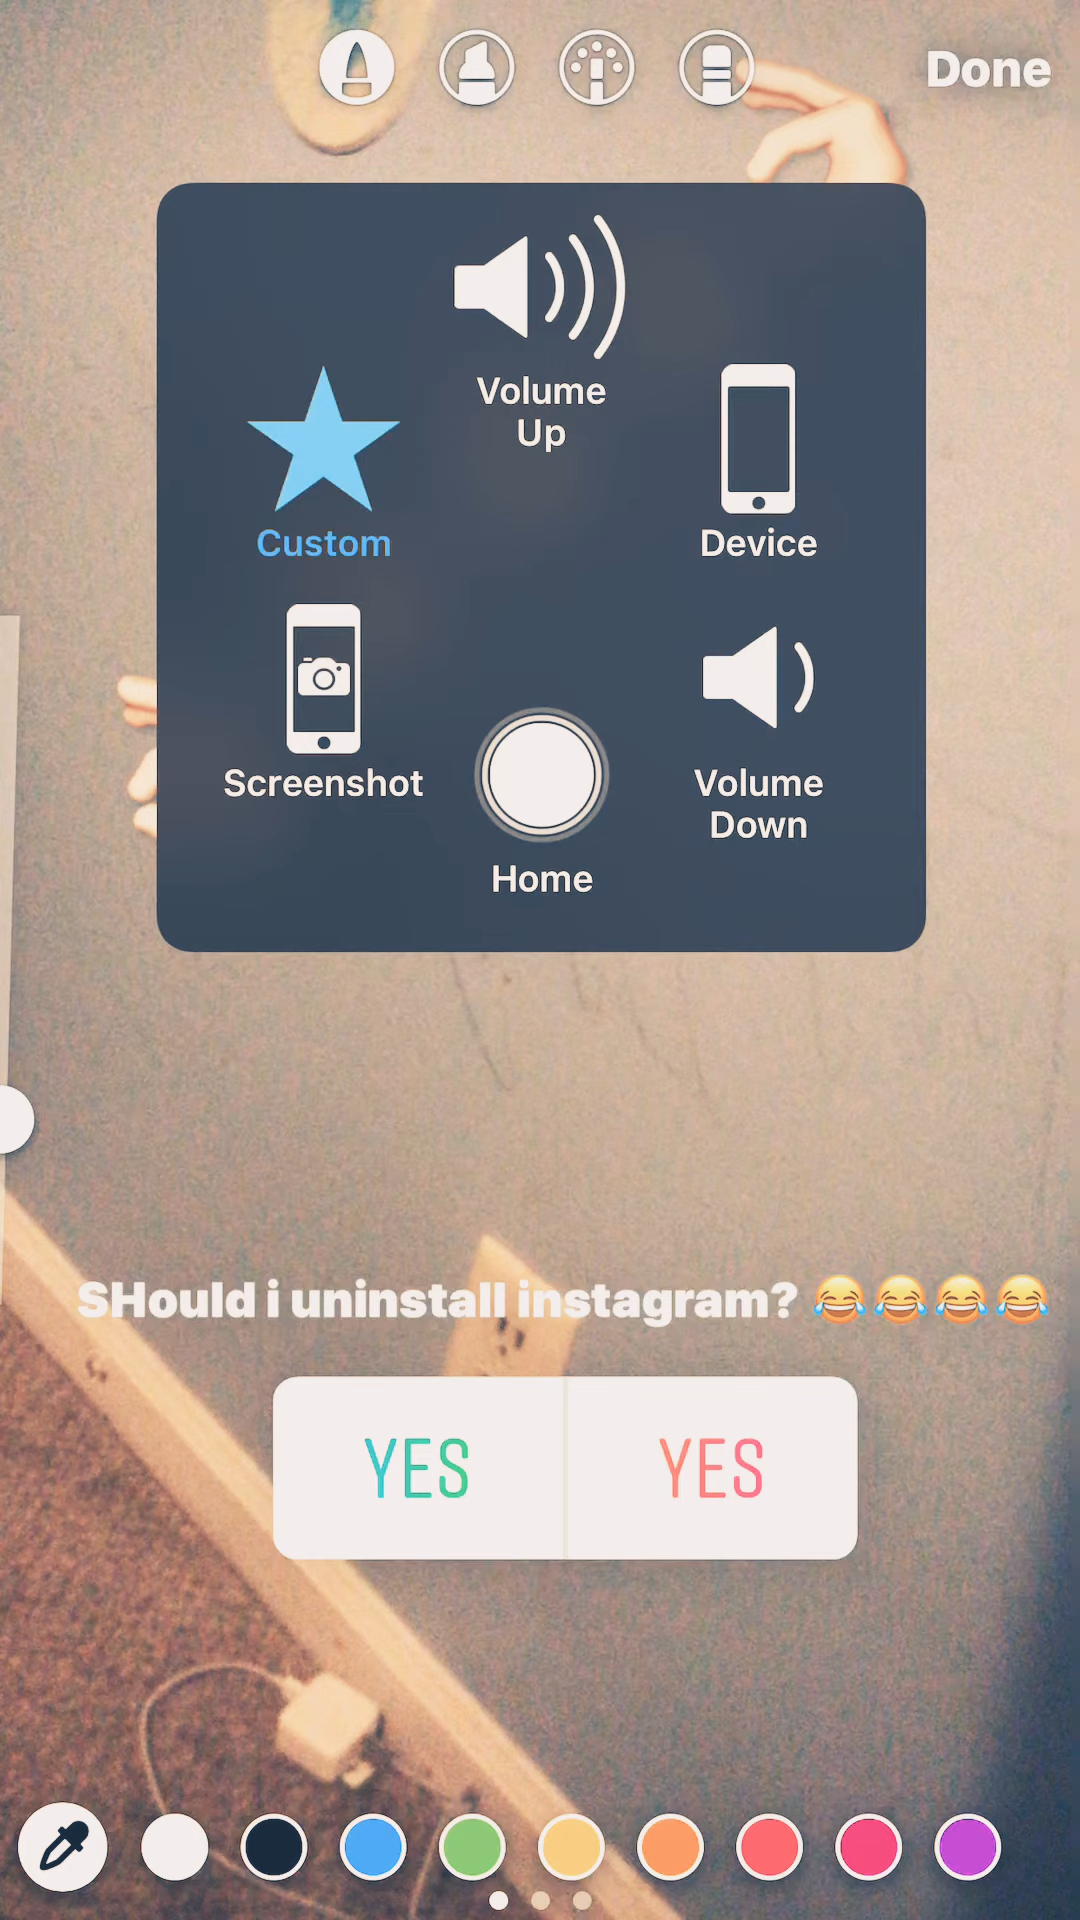 Done
Volume
Up
Custom
Device
Screenshot
Volume
Down
Home
SHould i uninstall instagram? 😂😂😂😂
YES YES